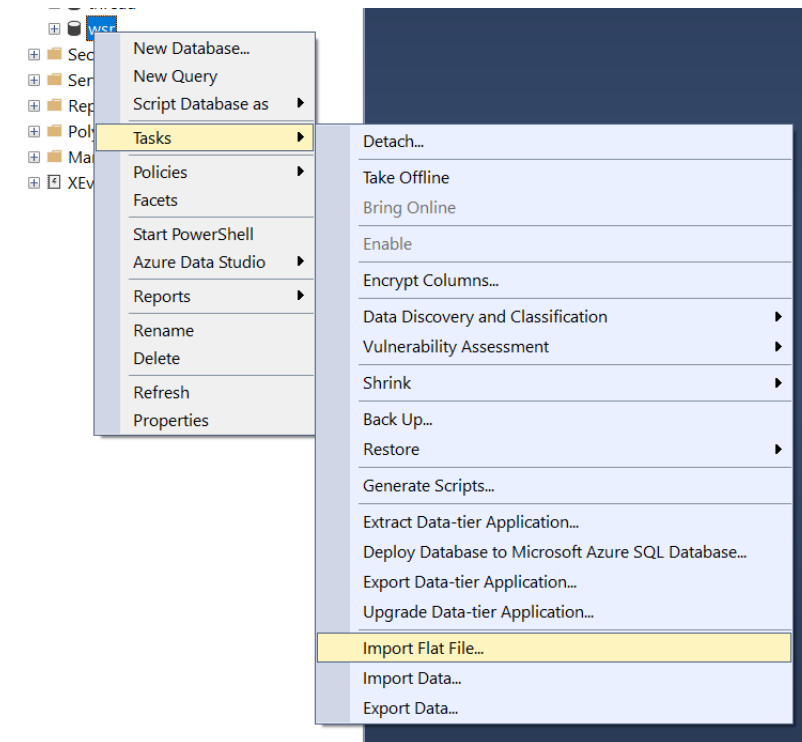 wsr
New Database...
New Query
Script Database as
Tasks
Policies
Facets
Start PowerShell
Azure Data Studio
Reports
Rename
Delete
Refresh
Properties
Detach...
Take Offline
Bring Online
Enable
Encrypt Columns...
Data Discovery and Classification
Vulnerability Assessment
Shrink
Back Up...
Restore
Generate Scripts...
Extract Data-tier Application...
Deploy Database to Microsoft Azure SQL Database...
Export Data-tier Application...
Upgrade Data-tier Application...
Import Flat File...
Import Data...
Export Data...